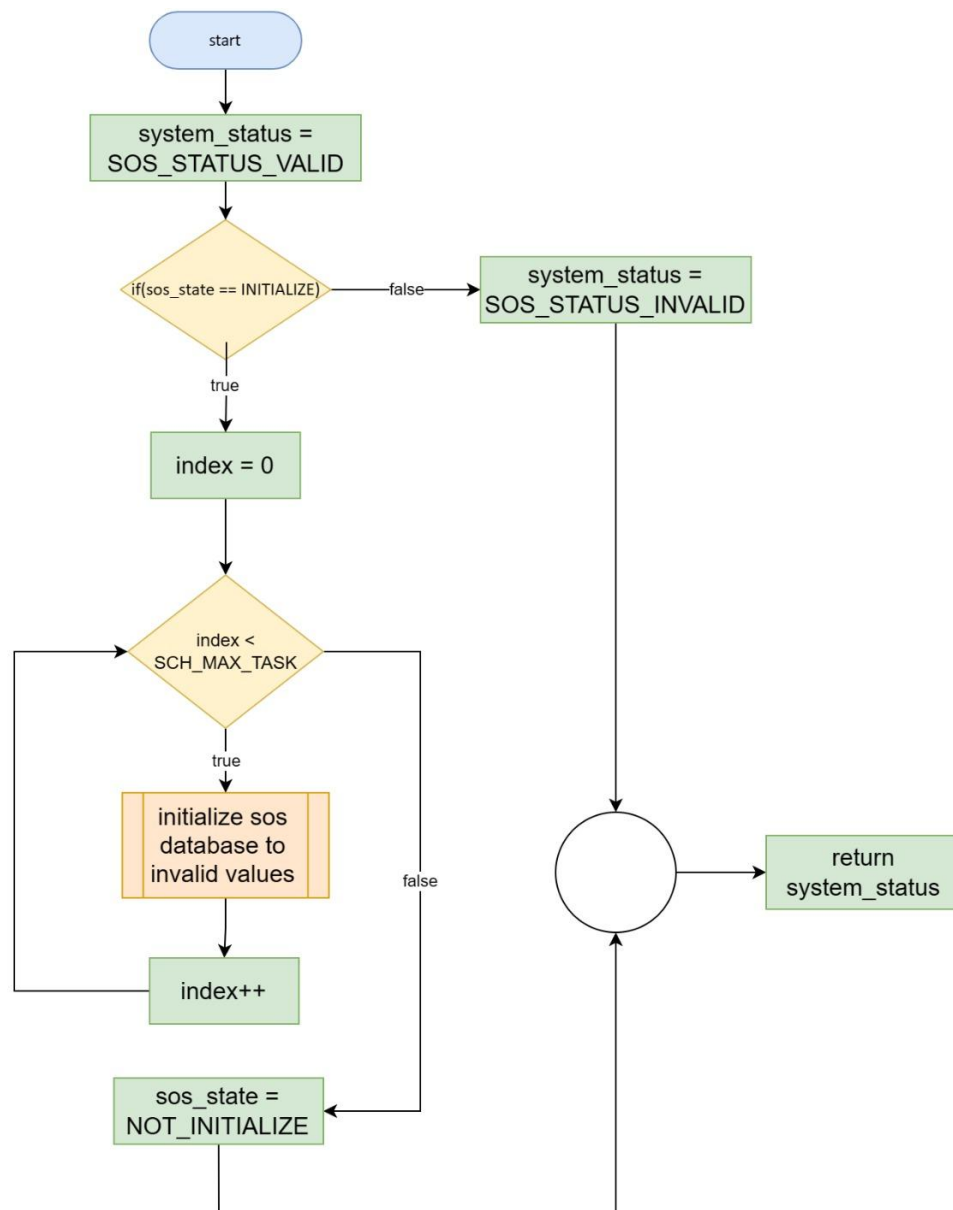 start
system_status =
SOS_STATUS_VALID
if(sos_state == INITIALIZE)
false
system_status =
SOS_STATUS_INVALID
true
index = 0
index <
SCH_MAX_TASK
true
initialize sos
database to
invalid values
false
return
system_status
index++
sos_state =
NOT_INITIALIZE